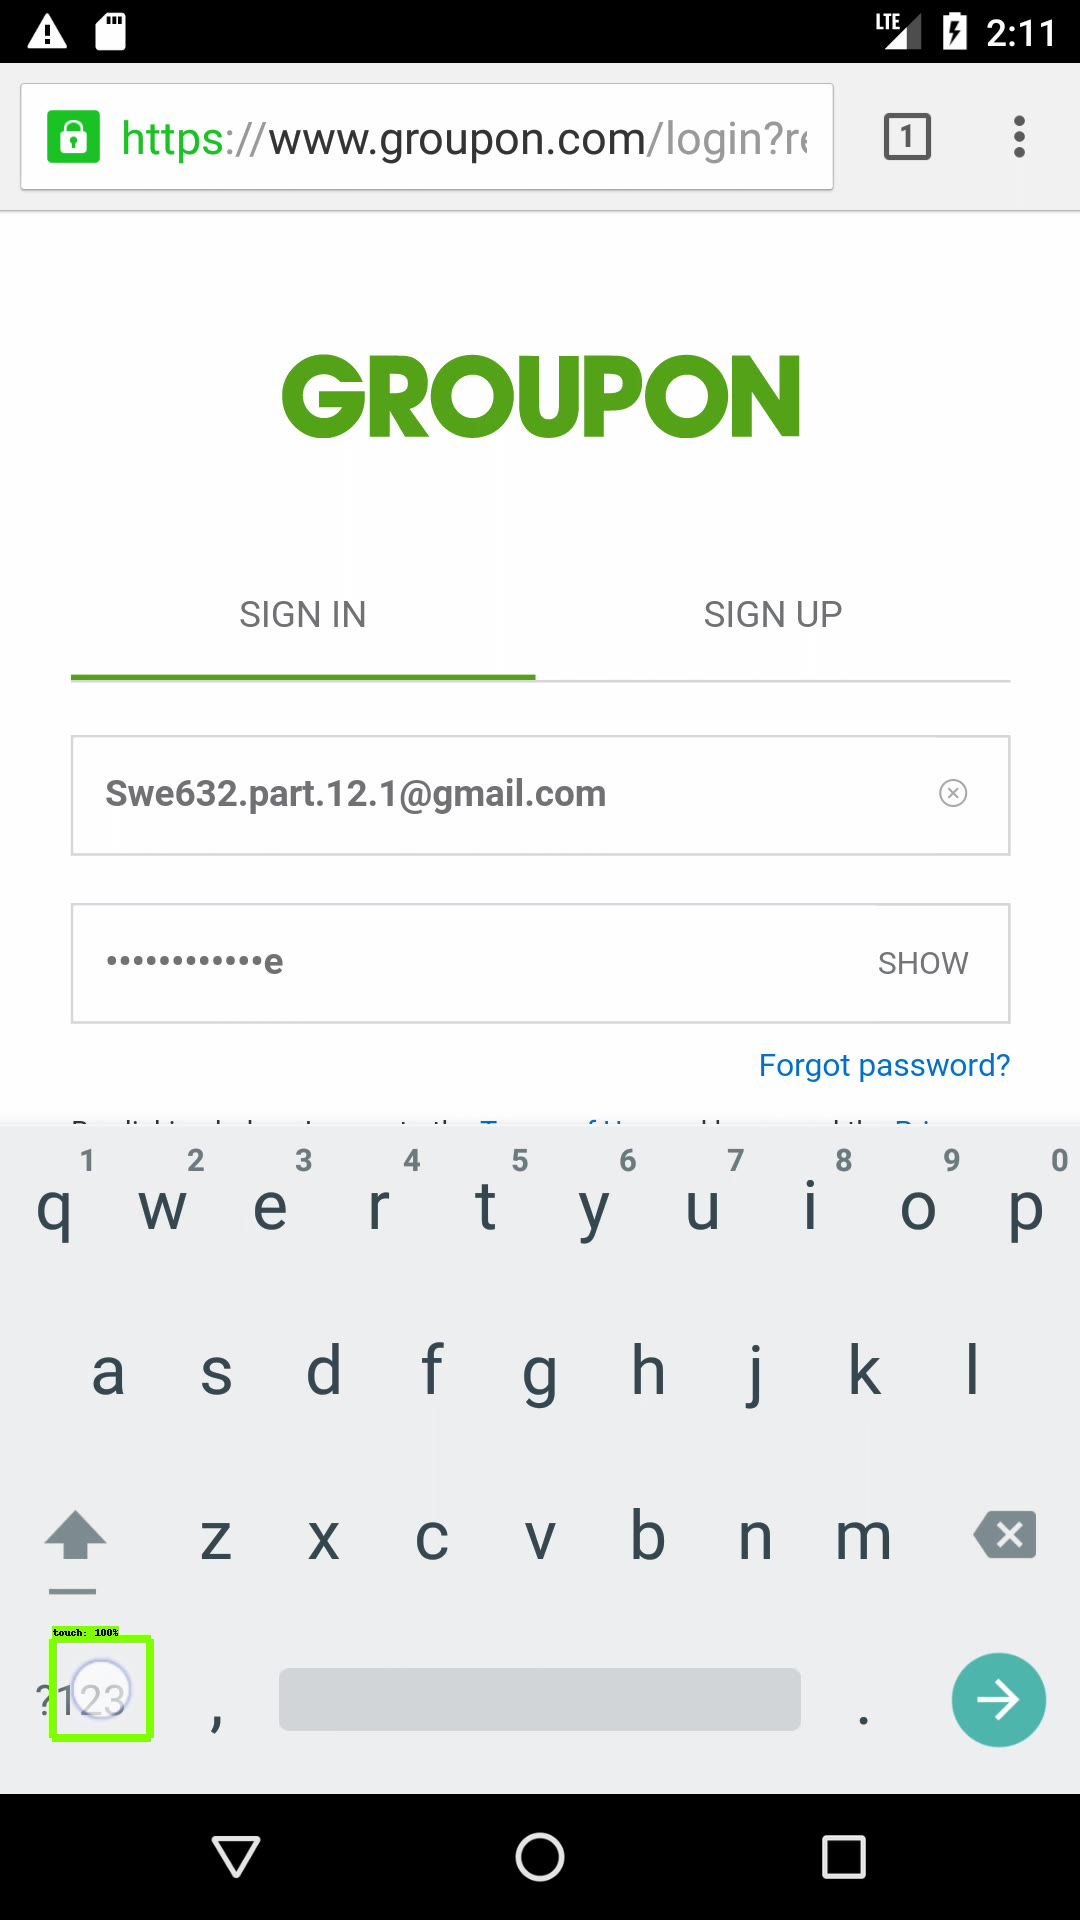 LTE 2:11
https://www.groupon.com/login?re
1
GROUPON
SIGN IN SIGN UP
Swe632.part.12.1@gmail.com
••••••••••••e SHOW
Forgot password?
1 2 3 4 5 6 7 8 9 0
q w e r t y u i o p
a s d f g h j k l
z x c v b n m
touch: 100%
?123 , .